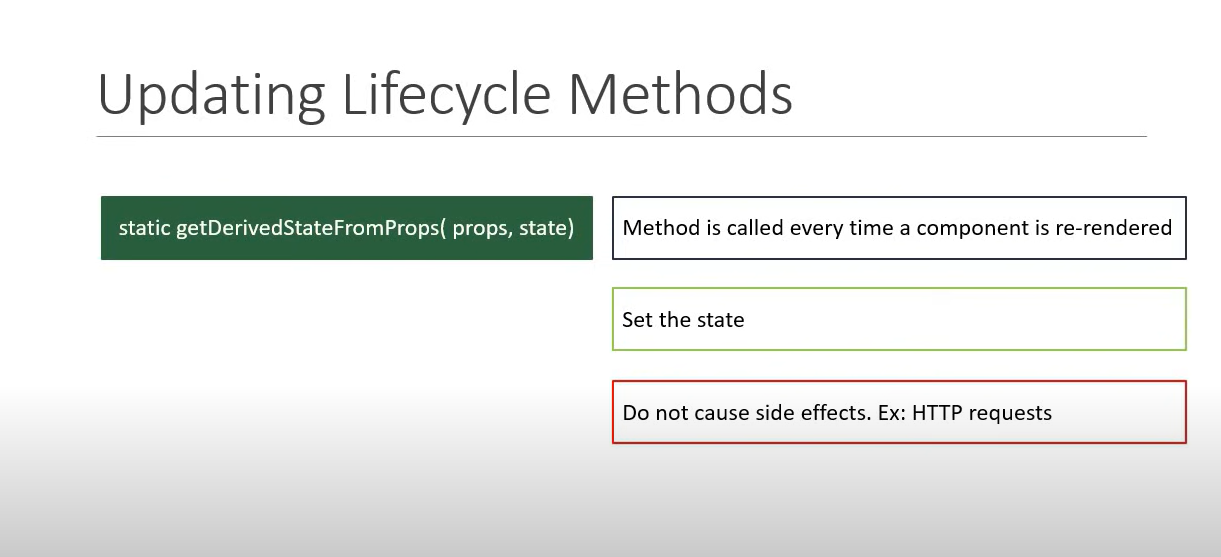 Updating Lifecycle Methods
static getDerivedStateFromProps( props, state)
Method is called every time a component is re-rendered
Set the state
Do not cause side effects. Ex: HTTP requests